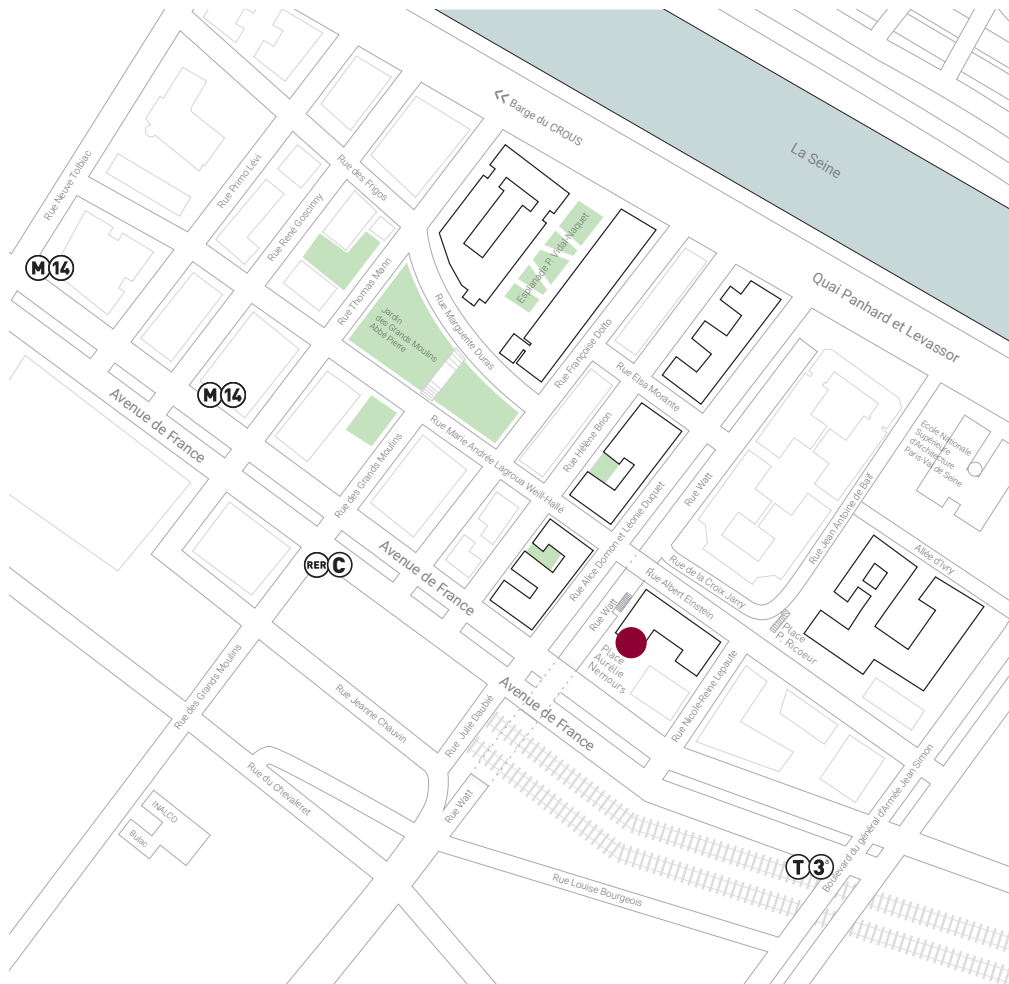 Barge du CROUS
La Seine
Rue Neuve Tolbiac
Rue Primo Lévi
Rue des Frigos
Rue René Goscinny
Esplanade P. Vidal-Naquet
M 14
Rue Thomas Mann
Quai Panhard et Levassor
Jardin
des Grands Moulins
Abbé Pierre
Rue Marguerite Duras
Rue Françoise Dolto
Rue Elsa Morante
M 14
Avenue de France
Rue Marie Andrée Lagroua Weill-Hallé
Rue Hélène Brion
Ecole Nationale
Supérieure
d'Architecture
Paris-Val de Seine
Rue des Grands Moulins
Rue Watt
Rue Jean Antoine de Baïf
Rue Alice Domon et Léonie Duquet
Allée d'Ivry
RER C
Avenue de France
Rue de la Croix Jarry
Rue Albert Einstein
Rue Watt
Place
P. Ricoeur
Place
Aurélie
Nemours
Rue Nicole-Reine Lepaute
Avenue de France
Rue des Grands Moulins
Rue Jeanne Chauvin
Rue Julie Daubié
Rue du Chevaleret
Rue Watt
INALCO
Bulac
Boulevard du général d'Armée Jean Simon
T 3a
Rue Louise Bourgeois